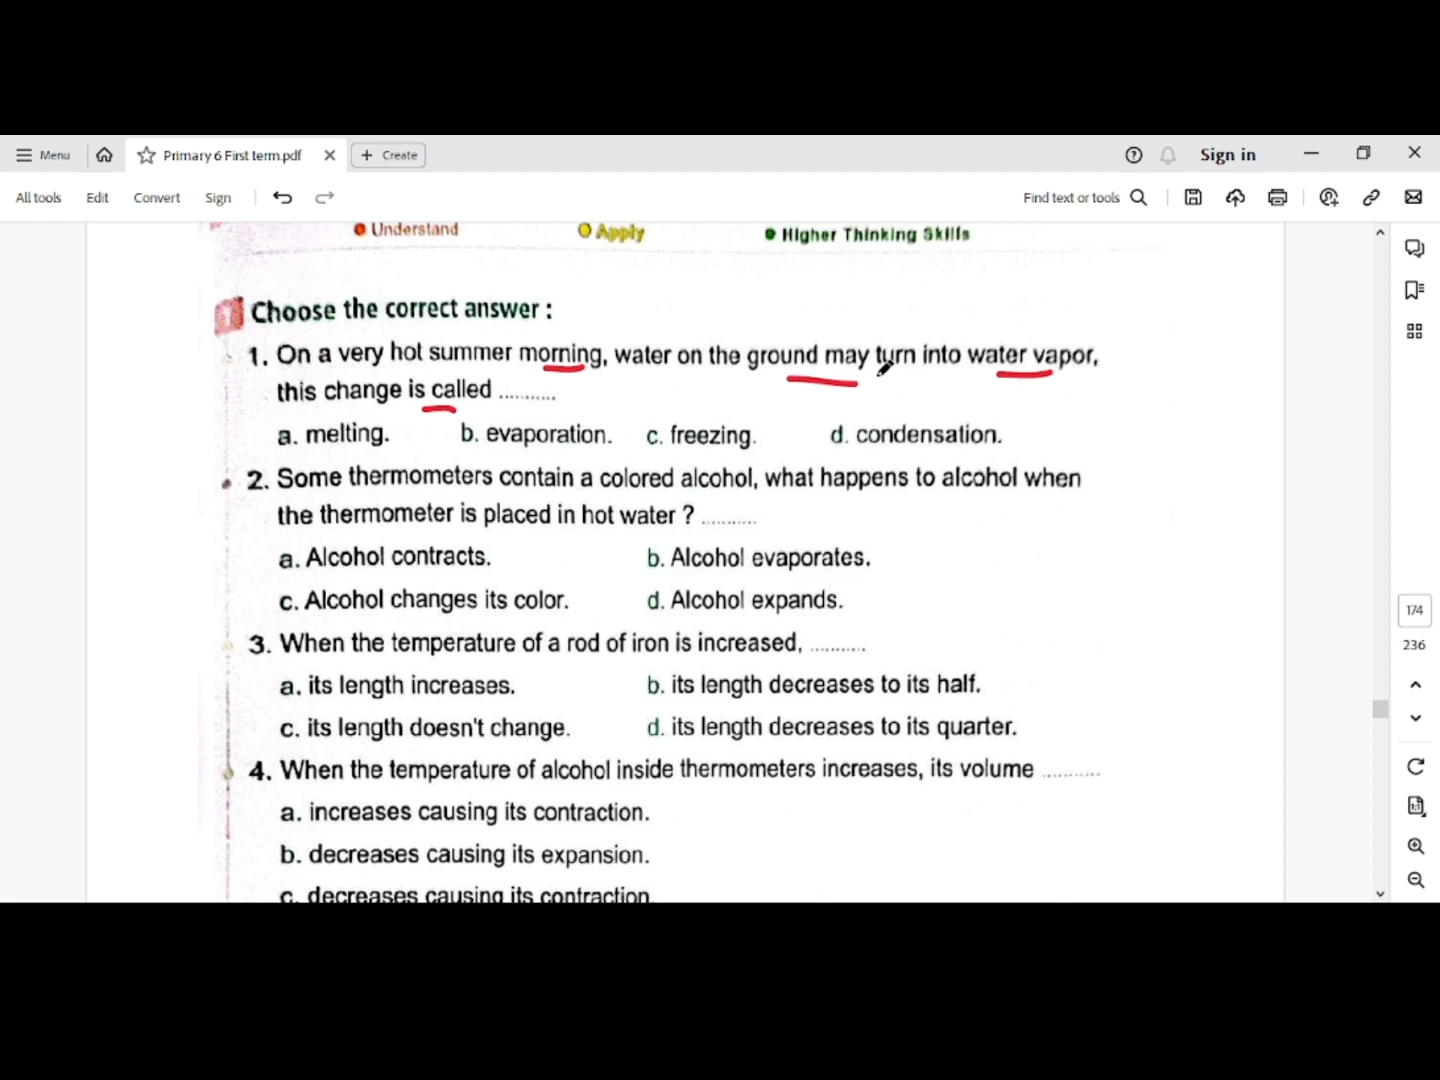 Menu
Primary 6 First term.pdf
Create
Sign in
All tools Edit Convert Sign
Find text or tools
Understand Apply Higher Thinking Skills
1 Choose the correct answer :
1. On a very hot summer morning, water on the ground may turn into water vapor,
this change is called ...........
a. melting. b. evaporation. c. freezing. d. condensation.
2. Some thermometers contain a colored alcohol, what happens to alcohol when
the thermometer is placed in hot water ? ...........
a. Alcohol contracts. b. Alcohol evaporates.
c. Alcohol changes its color. d. Alcohol expands.
3. When the temperature of a rod of iron is increased, ...........
a. its length increases. b. its length decreases to its half.
c. its length doesn't change. d. its length decreases to its quarter.
4. When the temperature of alcohol inside thermometers increases, its volume ...........
a. increases causing its contraction.
b. decreases causing its expansion.
c. decreases causing its contraction.
174
236